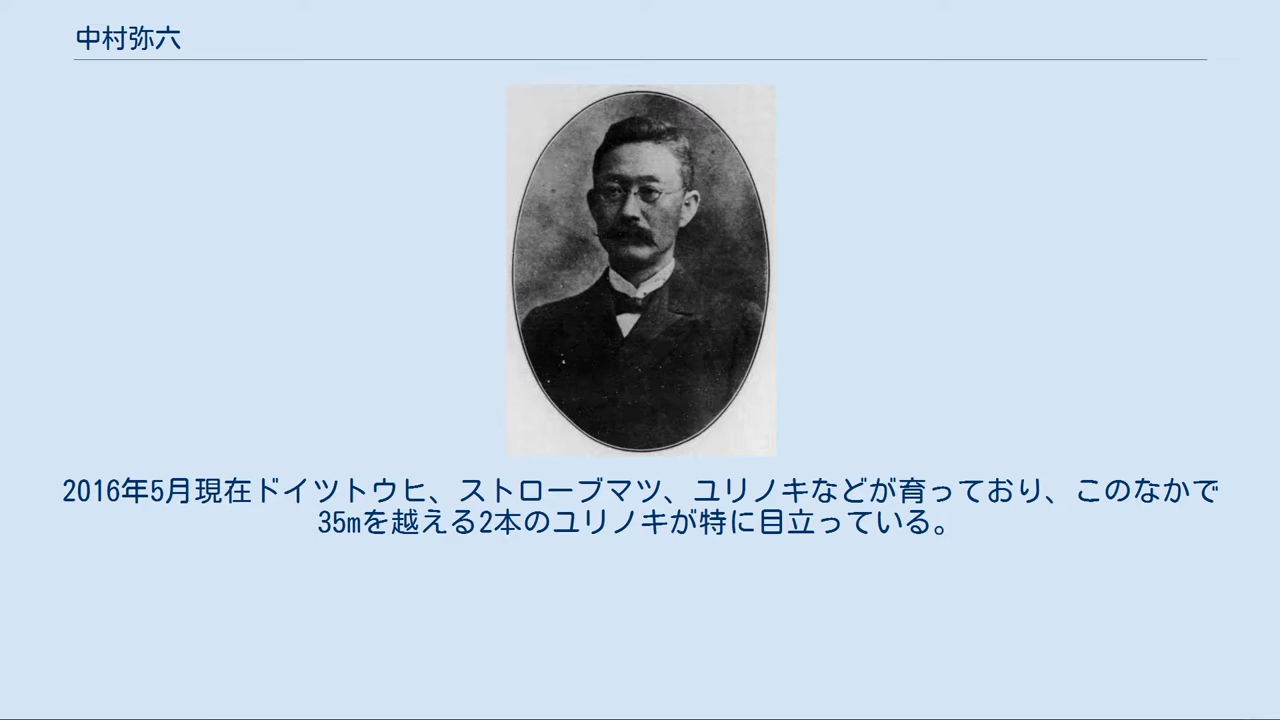 中村弥六
2016年5月現在ドイツトウヒ、ストローブマツ、ユリノキなどが育っており、このなかで
35mを越える2本のユリノキが特に目立っている。